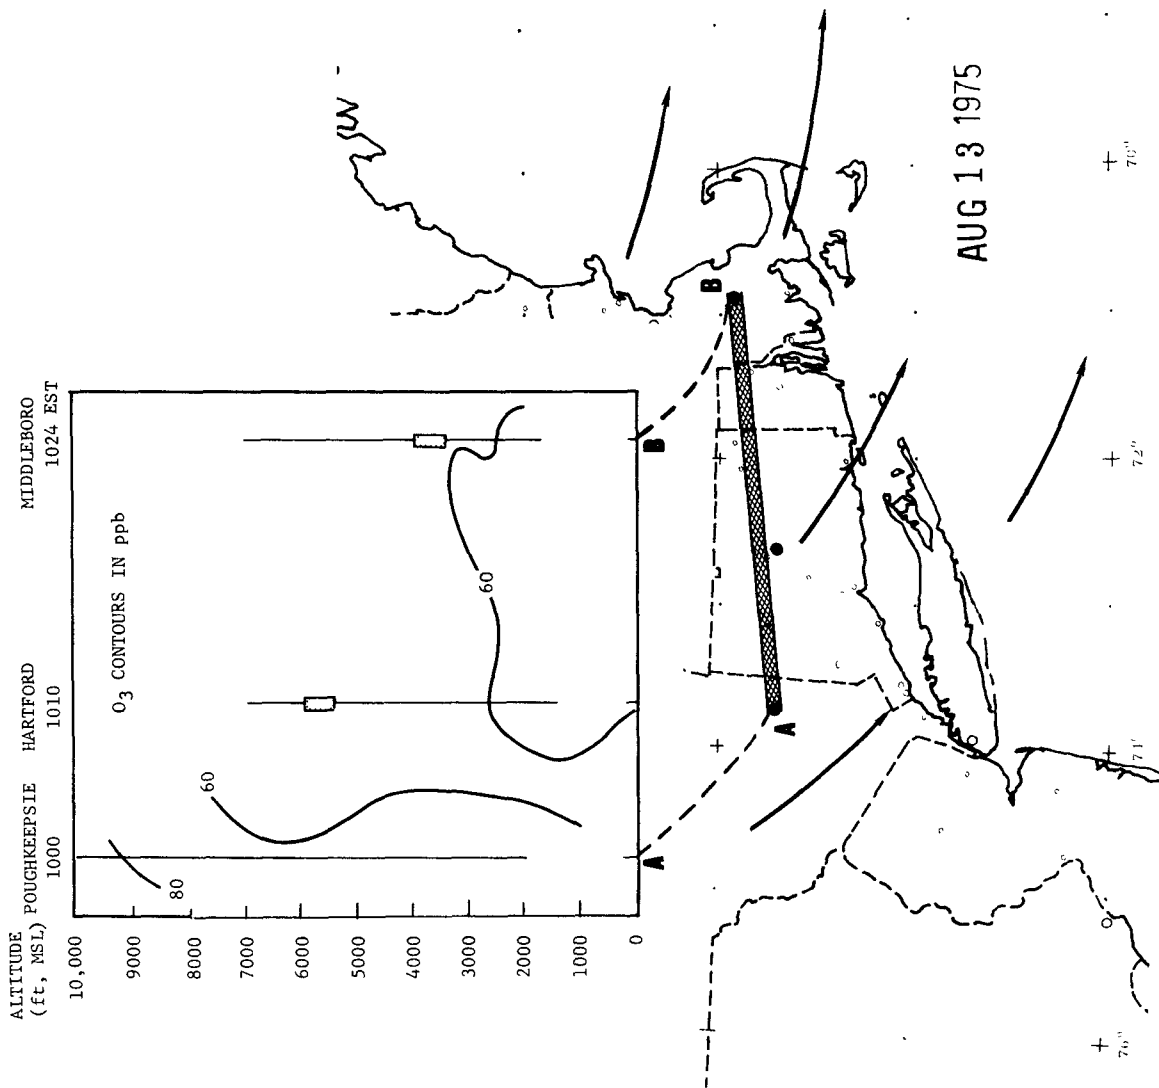 ALTITUDE
(ft, MSL) POUGHKEEPSIE HARTFORD MIDDLEBORO
1000 1010 1024 EST
10,000
9000
8000
7000
6000
5000
4000
3000
2000
1000
0
O3 CONTOURS IN ppb
80
60
60
A
B
A
B
AUG 13 1975
76°
72°
70°